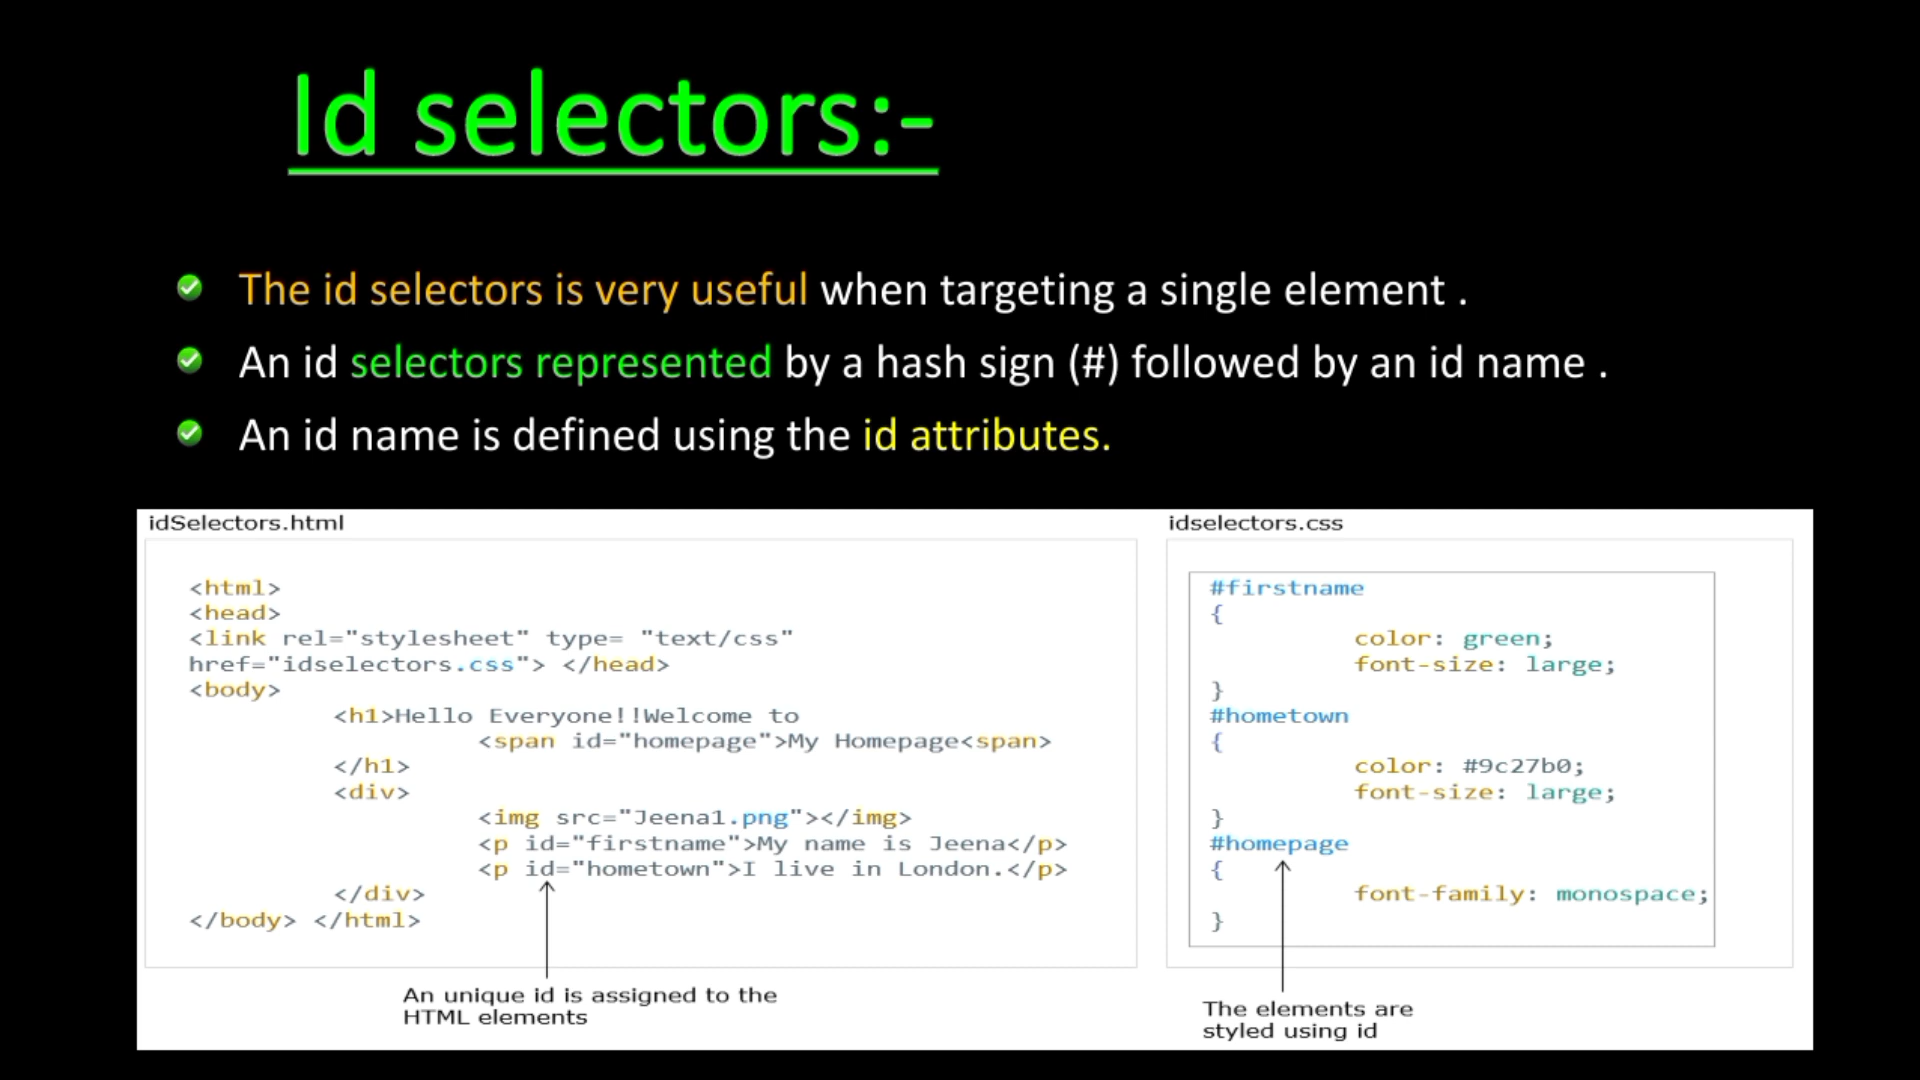 Id selectors:-
The id selectors is very useful when targeting a single element .
An id selectors represented by a hash sign (#) followed by an id name .
An id name is defined using the id attributes.
idSelectors.html
<html>
<head>
<link rel="stylesheet" type= "text/css"
href="idselectors.css"> </head>
<body>
<h1>Hello Everyone!!Welcome to
<span id="homepage">My Homepage<span>
</h1>
<div>
<img src="Jeena1.png"></img>
<p id="firstname">My name is Jeena</p>
<p id="hometown">I live in London.</p>
</div>
</body> </html>
An unique id is assigned to the
HTML elements
idselectors.css
#firstname
{
color: green;
font-size: large;
}
#hometown
{
color: #9c27b0;
font-size: large;
}
#homepage
{
font-family: monospace;
}
The elements are
styled using id